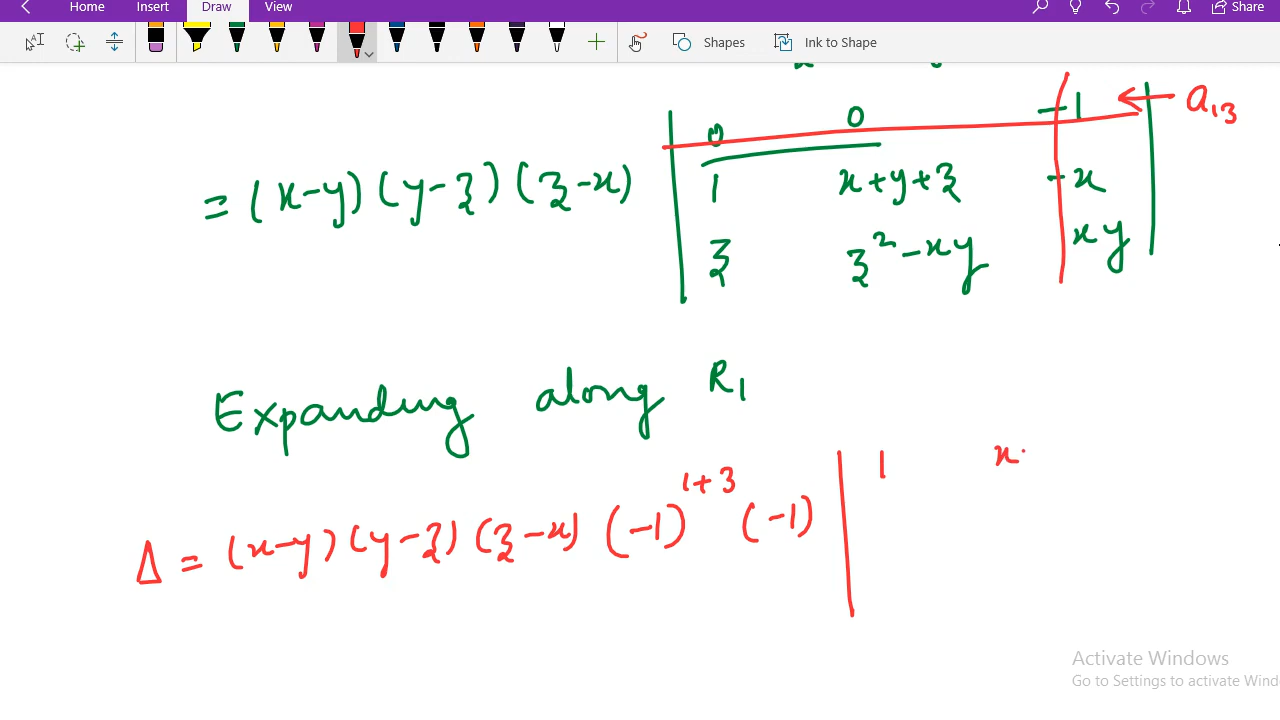 Home Insert Draw View Share
Shapes Ink to Shape
0 0 -1 ← a₁₃
= (x-y) (y-z) (z-x) | 1 x+y+z -x |
z z²-xy xy
Expanding along R₁
Δ = (x-y) (y-z) (z-x) (-1)¹⁺³ (-1) | 1 x·
Activate Windows
Go to Settings to activate Wind